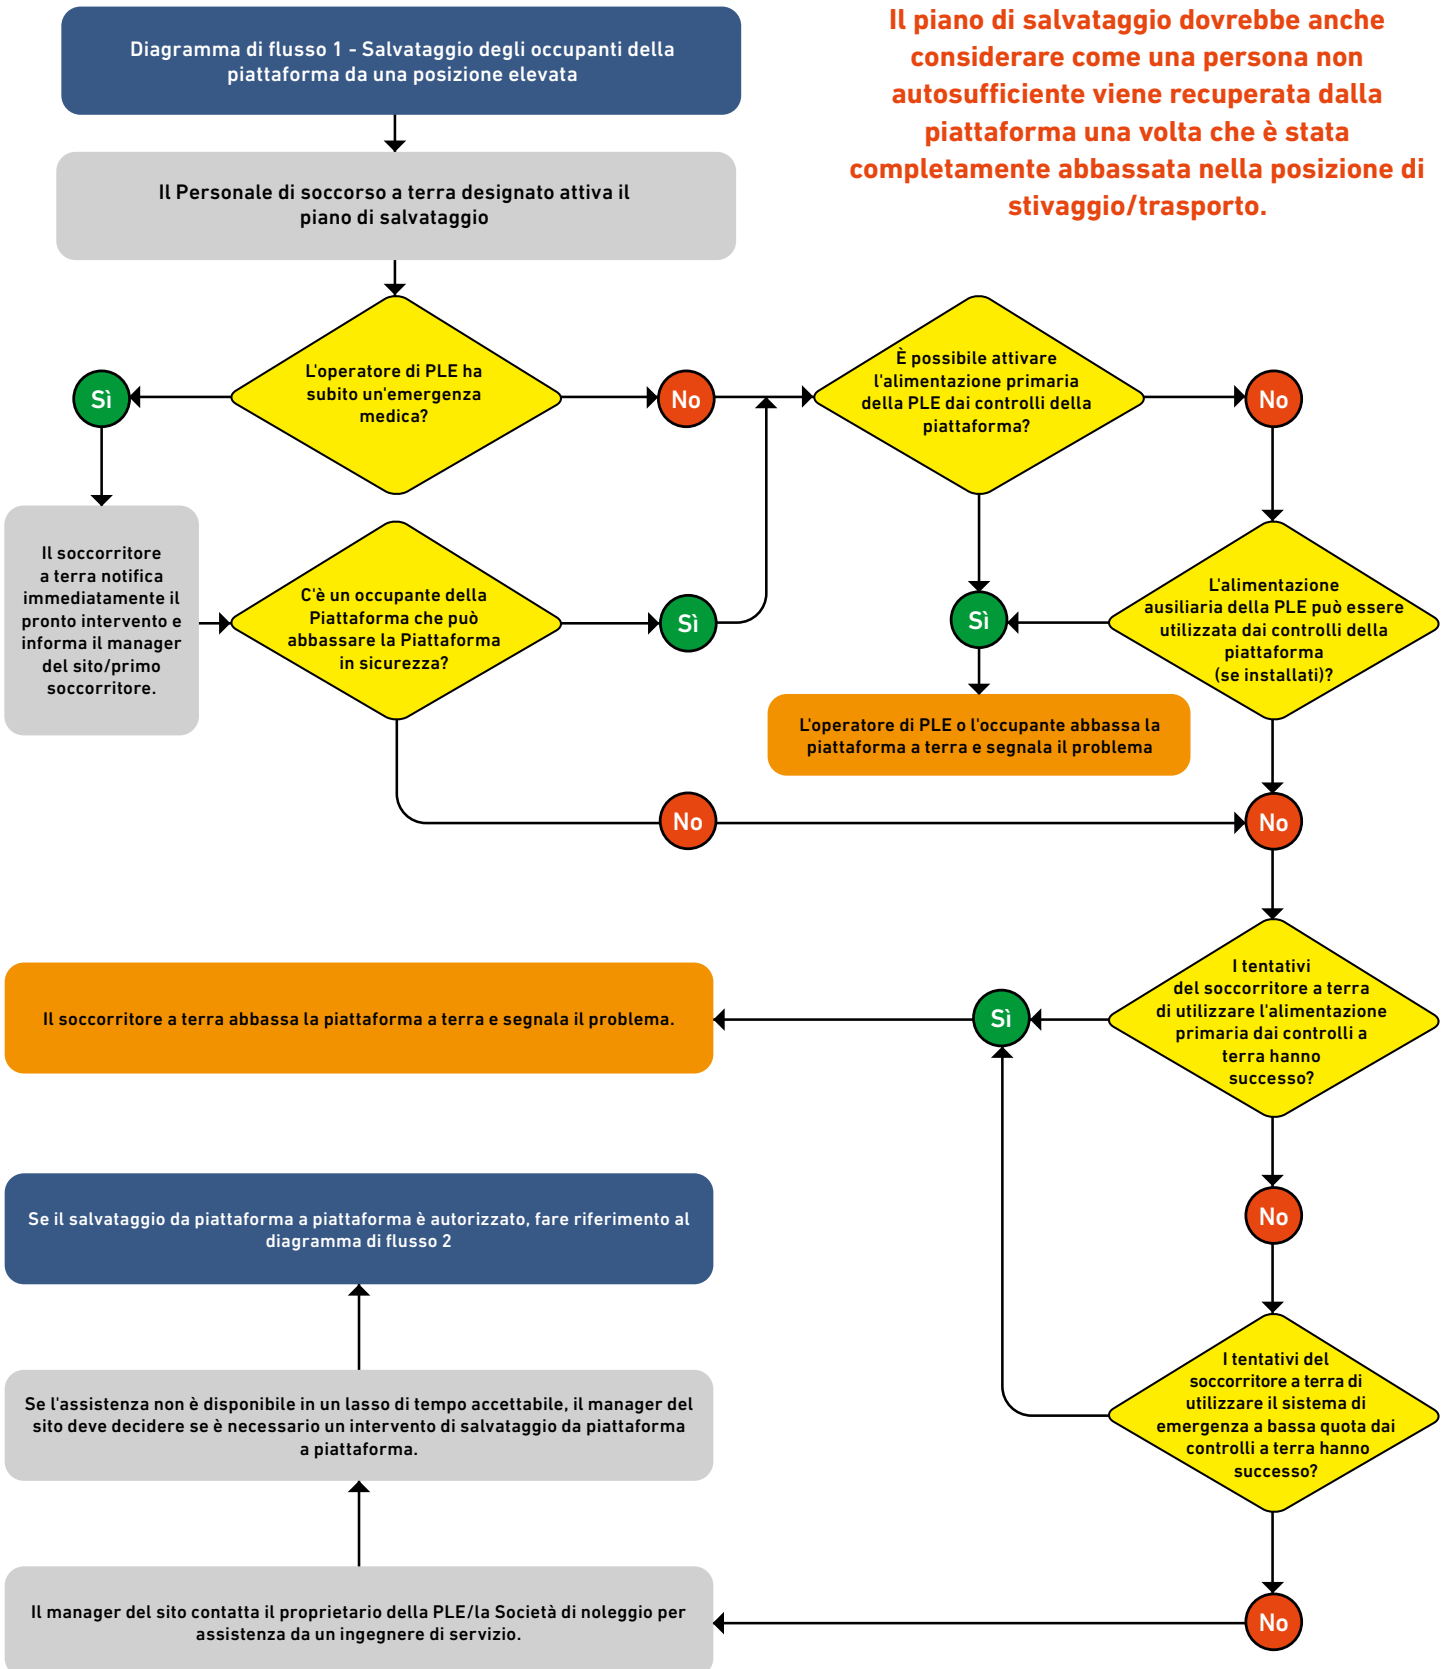 Diagramma di flusso 1 - Salvataggio degli occupanti della
piattaforma da una posizione elevata
Il piano di salvataggio dovrebbe anche
considerare come una persona non
autosufficiente viene recuperata dalla
piattaforma una volta che è stata
completamente abbassata nella posizione di
stivaggio/trasporto.
Il Personale di soccorso a terra designato attiva il
piano di salvataggio
L'operatore di PLE ha
subito un'emergenza
medica?
Sì
No
È possibile attivare
l'alimentazione primaria
della PLE dai controlli della
piattaforma?
No
Il soccorritore
a terra notifica
immediatamente il
pronto intervento e
informa il manager
del sito/primo
soccorritore.
C'è un occupante della
Piattaforma che può
abbassare la Piattaforma
in sicurezza?
Sì
Sì
L'alimentazione
ausiliaria della PLE può essere
utilizzata dai controlli della
piattaforma
(se installati)?
L'operatore di PLE o l'occupante abbassa la
piattaforma a terra e segnala il problema
No
No
I tentativi
del soccorritore a terra
di utilizzare l'alimentazione
primaria dai controlli a
terra hanno
successo?
Sì
Il soccorritore a terra abbassa la piattaforma a terra e segnala il problema.
No
Se il salvataggio da piattaforma a piattaforma è autorizzato, fare riferimento al
diagramma di flusso 2
I tentativi del
soccorritore a terra di
utilizzare il sistema di
emergenza a bassa quota dai
controlli a terra hanno
successo?
Se l'assistenza non è disponibile in un lasso di tempo accettabile, il manager del
sito deve decidere se è necessario un intervento di salvataggio da piattaforma
a piattaforma.
No
Il manager del sito contatta il proprietario della PLE/la Società di noleggio per
assistenza da un ingegnere di servizio.